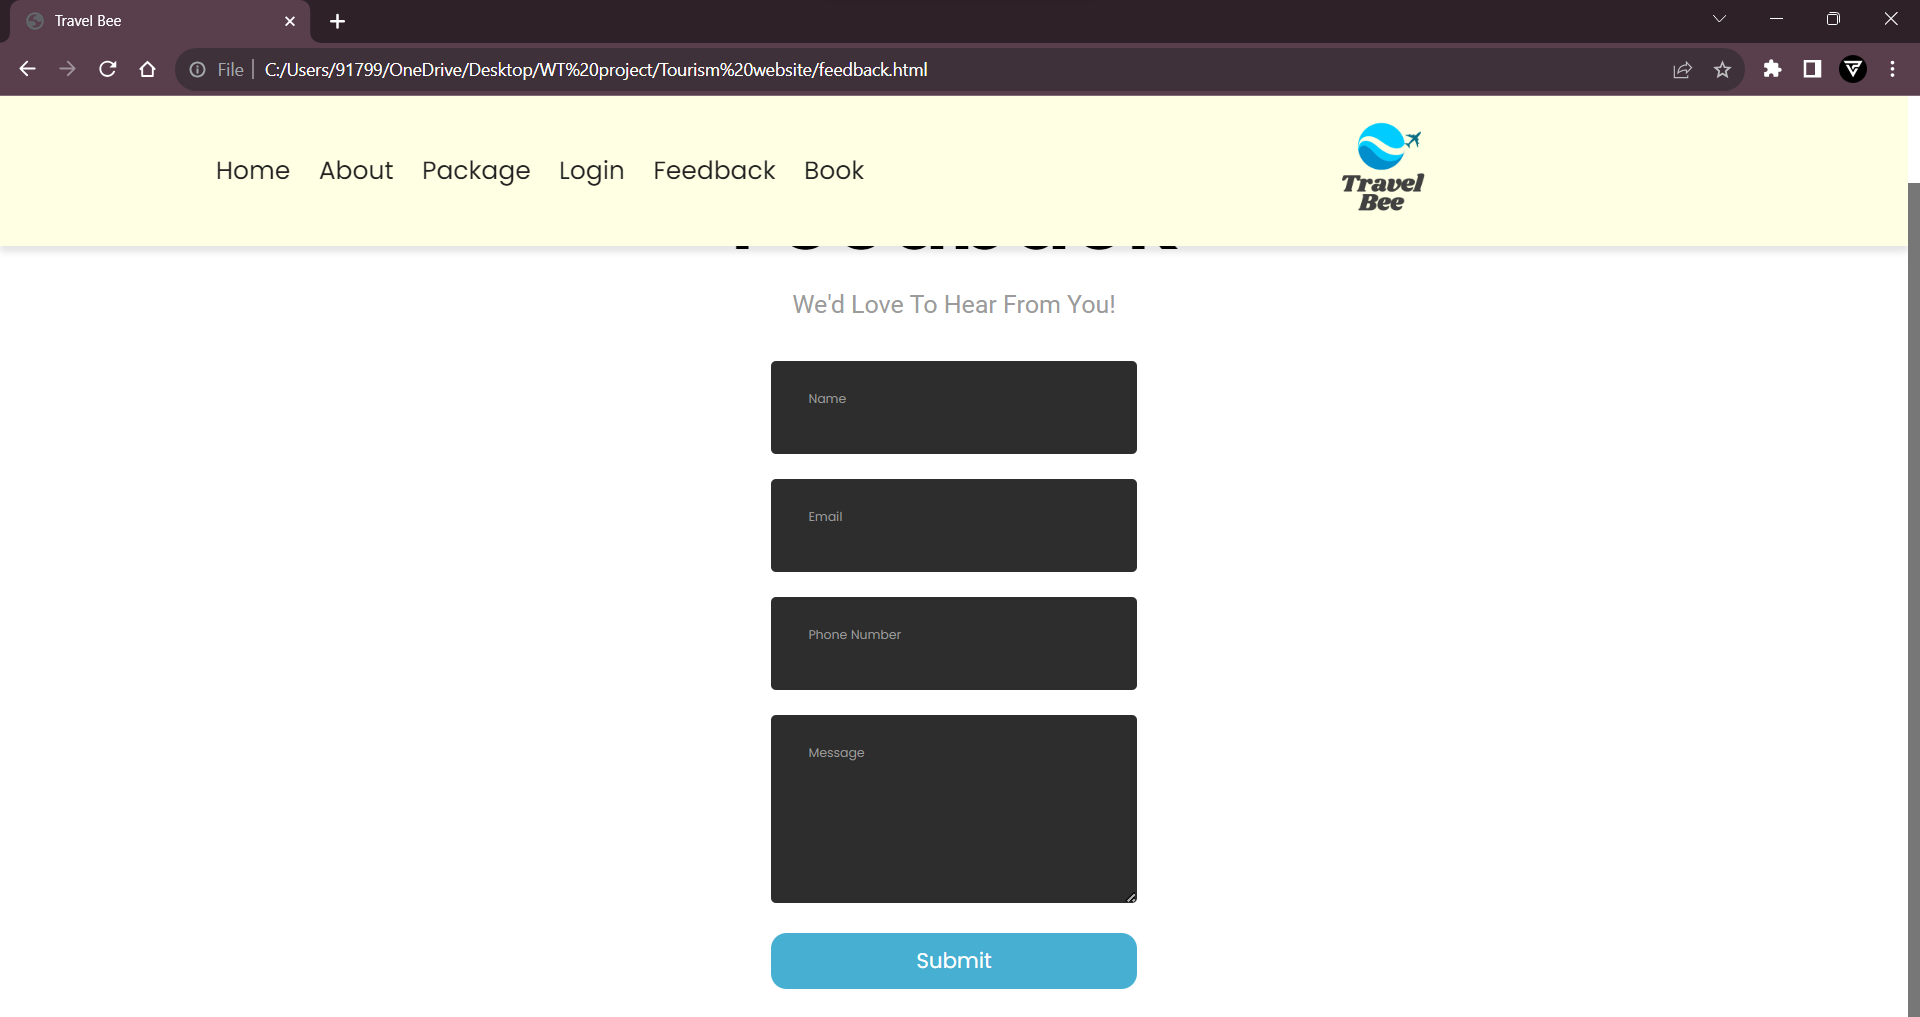 Travel Bee
File
C:/Users/91799/OneDrive/Desktop/WT%20project/Tourism%20website/feedback.html
Home About Package Login Feedback Book
Travel
Bee
Feedback
We'd Love To Hear From You!
Name
Email
Phone Number
Message
Submit